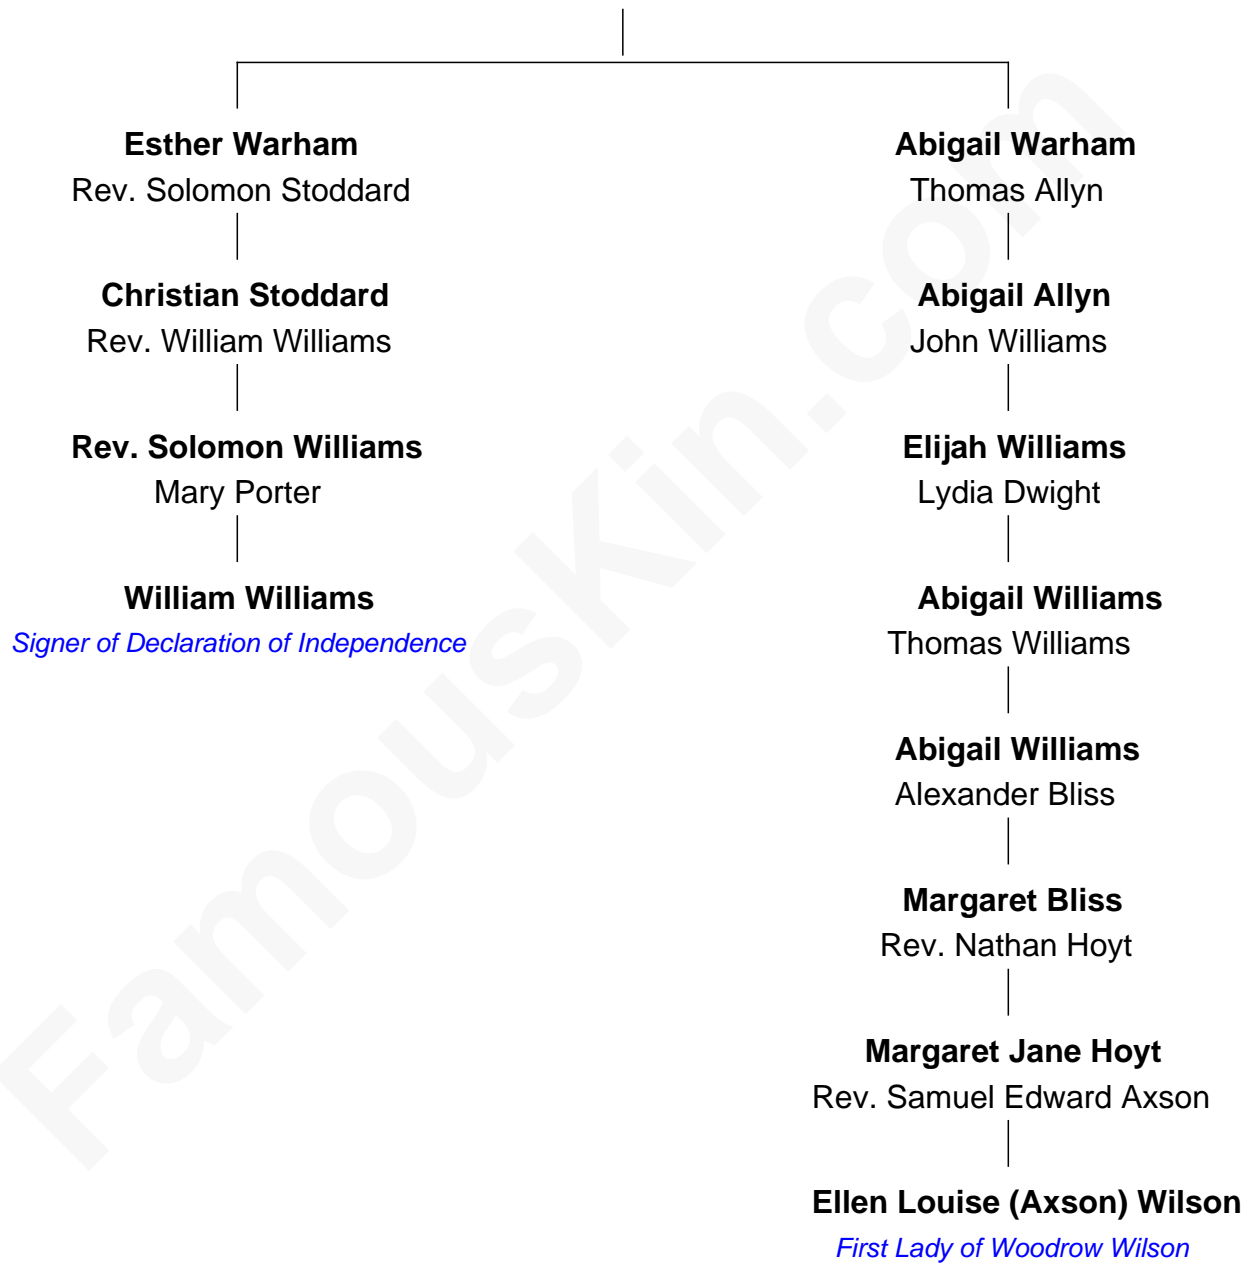 Esther Warham
Rev. Solomon Stoddard
Christian Stoddard
Rev. William Williams
Rev. Solomon Williams
Mary Porter
William Williams
Signer of Declaration of Independence
Abigail Warham
Thomas Allyn
Abigail Allyn
John Williams
Elijah Williams
Lydia Dwight
Abigail Williams
Thomas Williams
Abigail Williams
Alexander Bliss
Margaret Bliss
Rev. Nathan Hoyt
Margaret Jane Hoyt
Rev. Samuel Edward Axson
Ellen Louise (Axson) Wilson
First Lady of Woodrow Wilson
FamousKin.com